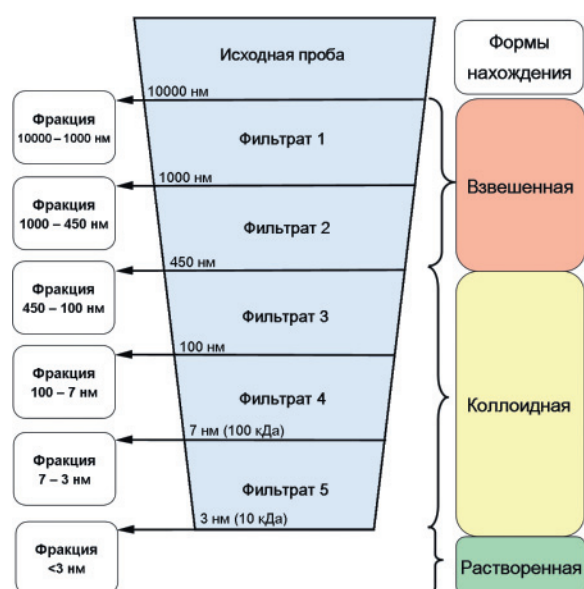 Исходная проба
Формы
нахождения
10000 нм
Фракция
10000 – 1000 нм
Фильтрат 1
Взвешенная
1000 нм
Фракция
1000 – 450 нм
Фильтрат 2
450 нм
Фракция
450 – 100 нм
Фильтрат 3
100 нм
Фракция
100 – 7 нм
Фильтрат 4
Коллоидная
7 нм (100 кДа)
Фракция
7 – 3 нм
Фильтрат 5
3 нм (10 кДа)
Фракция
<3 нм
Растворенная